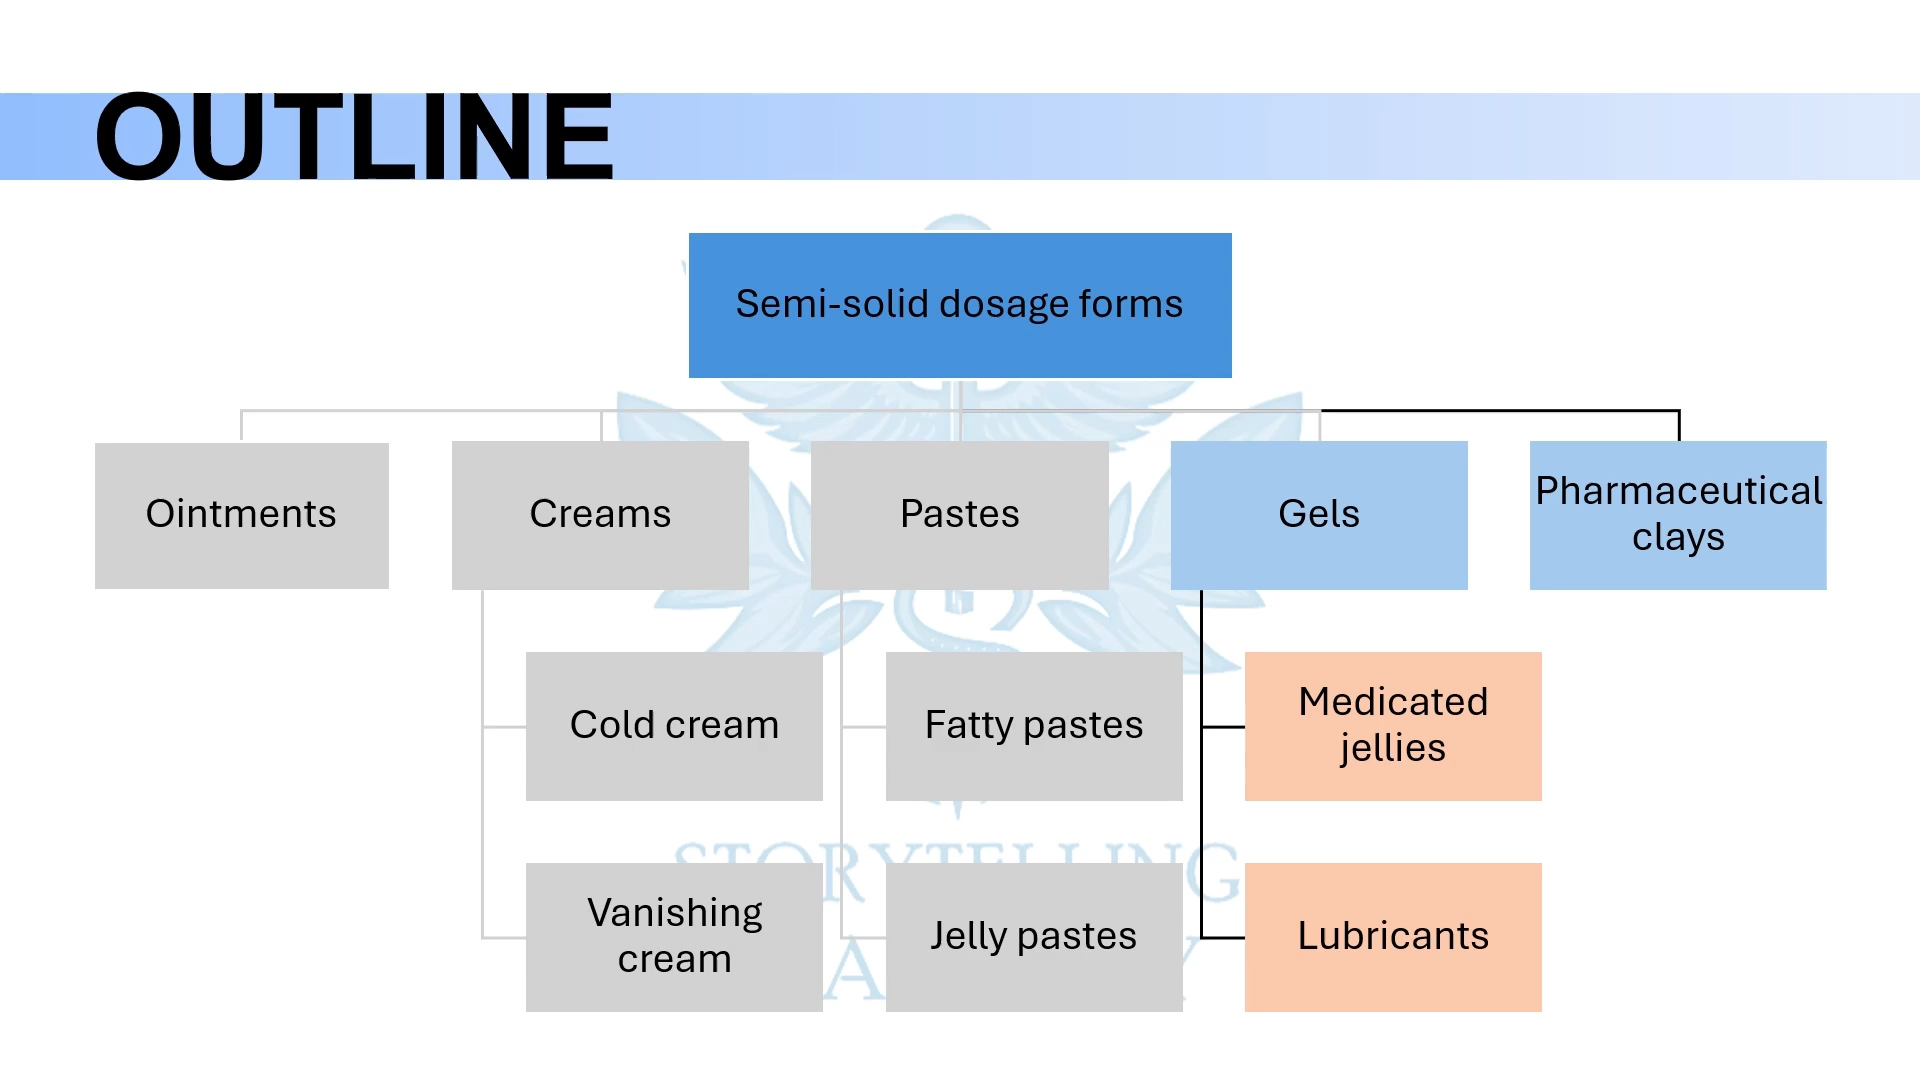 OUTLINE
Semi-solid dosage forms
Ointments
Creams
Pastes
Gels
Pharmaceutical
clays
Cold cream
Fatty pastes
Medicated
jellies
Vanishing
cream
Jelly pastes
Lubricants
STORYTELLING